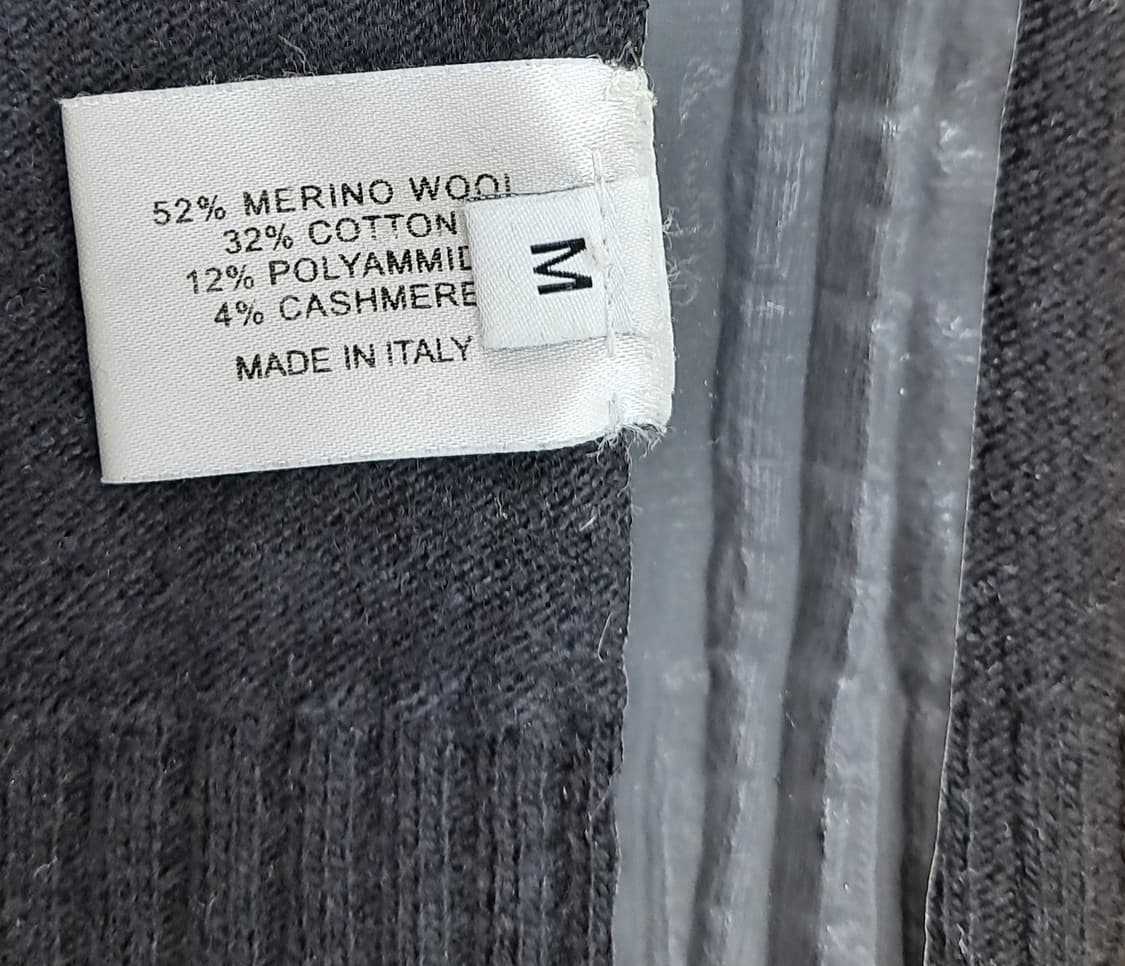 52% MERINO WOOL
32% COTTON
12% POLYAMMID
4% CASHMERE
MADE IN ITALY
M